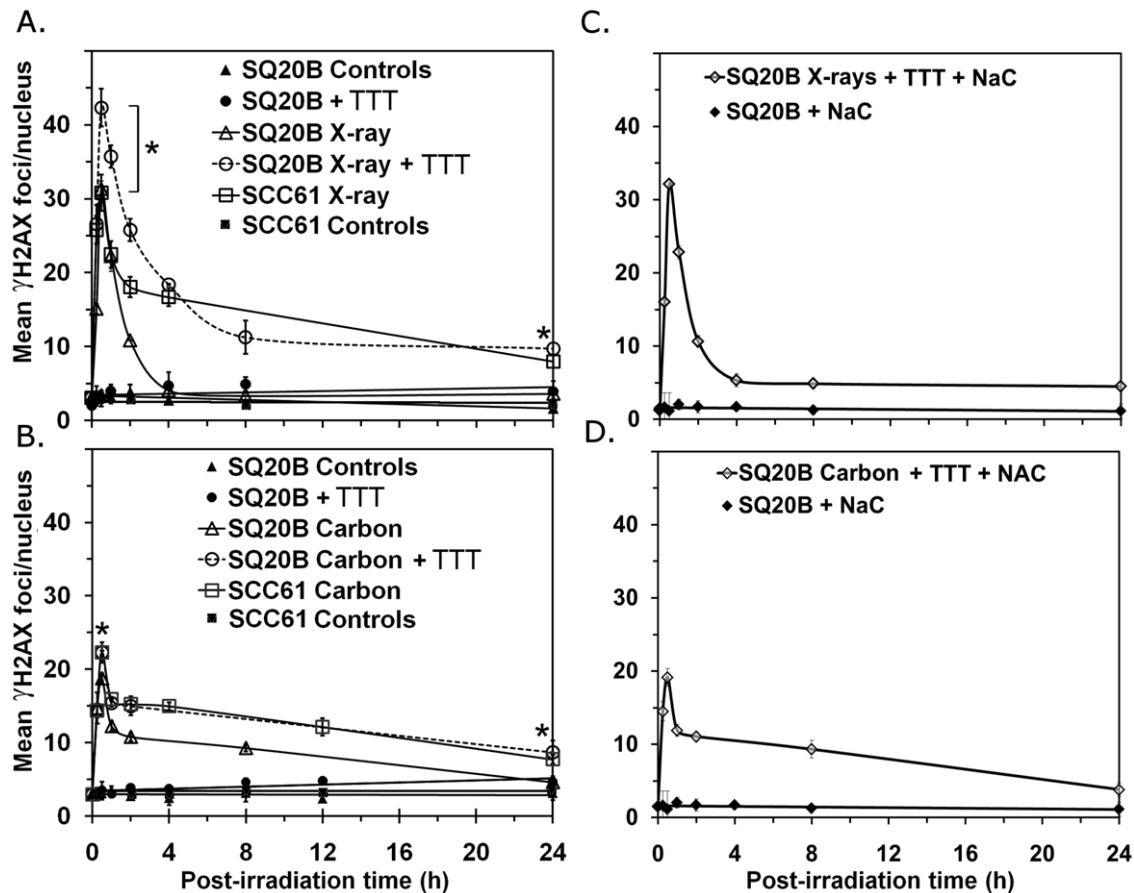 A.
Mean γH2AX foci/nucleus
40
30
20
10
0
SQ20B Controls
SQ20B + TTT
SQ20B X-ray
SQ20B X-ray + TTT
SCC61 X-ray
SCC61 Controls
*
*
C.
40
30
20
10
0
SQ20B X-rays + TTT + NaC
SQ20B + NaC
B.
Mean γH2AX foci/nucleus
40
30
20
10
0
SQ20B Controls
SQ20B + TTT
SQ20B Carbon
SQ20B Carbon + TTT
SCC61 Carbon
SCC61 Controls
*
*
0 4 8 12 16 20 24
Post-irradiation time (h)
D.
40
30
20
10
0
SQ20B Carbon + TTT + NAC
SQ20B + NaC
0 4 8 12 16 20 24
Post-irradiation time (h)